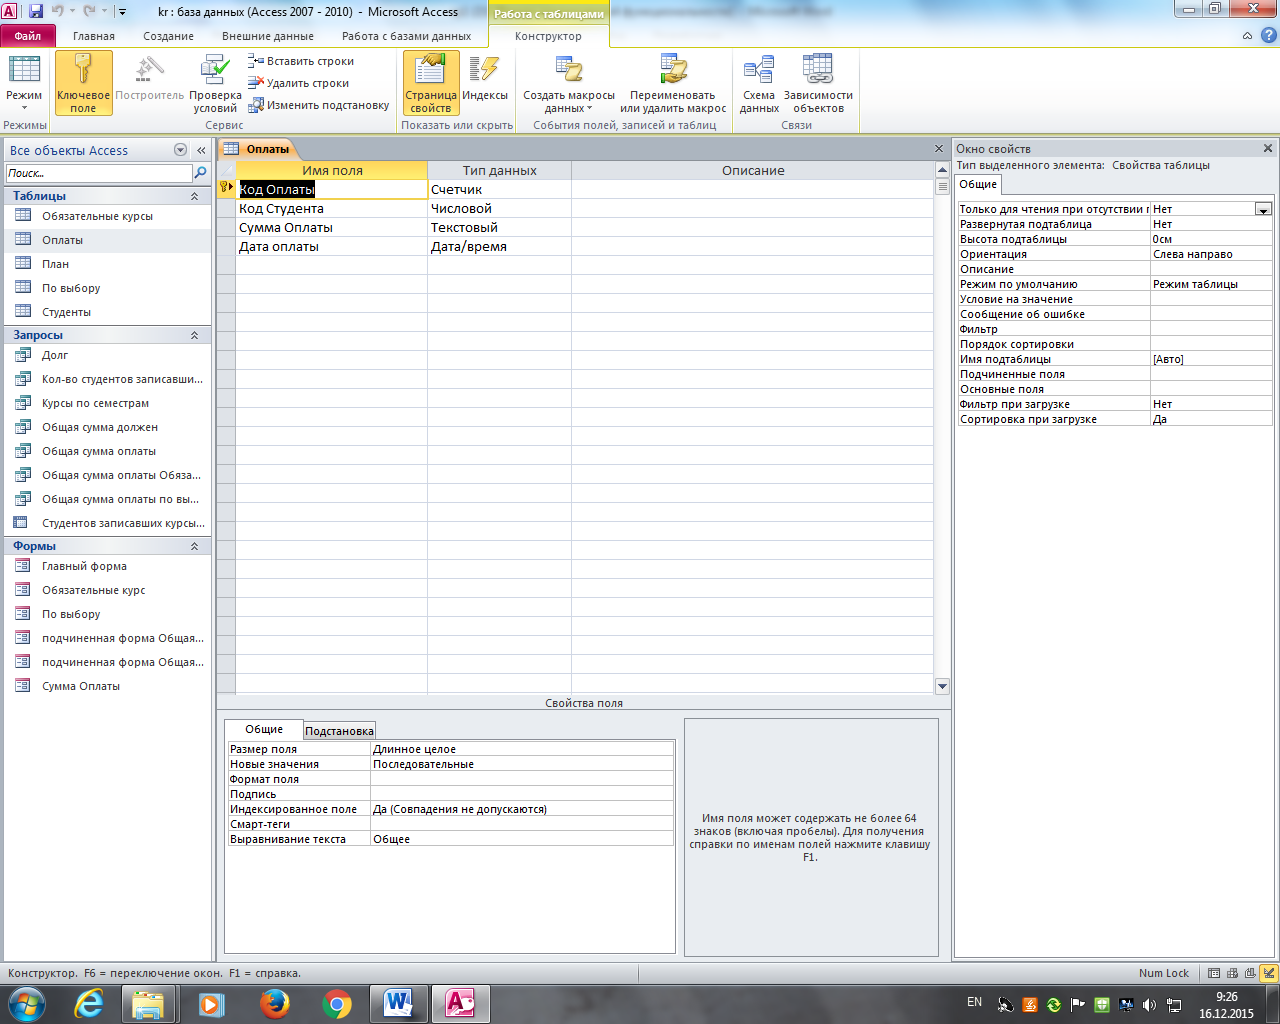 kr : база данных (Access 2007 - 2010)  -  Microsoft Access
Работа с таблицами
Файл
Главная
Создание
Внешние данные
Работа с базами данных
Конструктор
Режим
Ключевое поле
Построитель
Проверка условий
Вставить строки
Удалить строки
Изменить подстановку
Страница свойств
Индексы
Создать макросы данных
Переименовать или удалить макрос
Схема данных
Зависимости объектов
Режимы
Сервис
Показать или скрыть
События полей, записей и таблиц
Связи
Все объекты Access
Поиск...
Таблицы
Обязательные курсы
Оплаты
План
По выбору
Студенты
Запросы
Долг
Кол-во студентов записавши...
Курсы по семестрам
Общая сумма должен
Общая сумма оплаты
Общая сумма оплаты Обяза...
Общая сумма оплаты по вы...
Студентов записавших курсы...
Формы
Главный форма
Обязательные курс
По выбору
подчиненная форма Общая...
подчиненная форма Общая...
Сумма Оплаты
Оплаты
Имя поля Тип данных Описание
Код Оплаты Счетчик
Код Студента Числовой
Сумма Оплаты Текстовый
Дата оплаты Дата/время
Свойства поля
Общие Подстановка
Размер поля Длинное целое
Новые значения Последовательные
Формат поля
Подпись
Индексированное поле Да (Совпадения не допускаются)
Смарт-теги
Выравнивание текста Общее
Имя поля может содержать не более 64
знаков (включая пробелы). Для получения
справки по именам полей нажмите клавишу
F1.
Окно свойств
Тип выделенного элемента: Свойства таблицы
Общие
Только для чтения при отсутствии Нет
Развернутая подтаблица Нет
Высота подтаблицы 0см
Ориентация Слева направо
Описание
Режим по умолчанию Режим таблицы
Условие на значение
Сообщение об ошибке
Фильтр
Порядок сортировки
Имя подтаблицы [Авто]
Подчиненные поля
Основные поля
Фильтр при загрузке Нет
Сортировка при загрузке Да
Конструктор.  F6 = переключение окон.  F1 = справка.
Num Lock
EN
9:26
16.12.2015